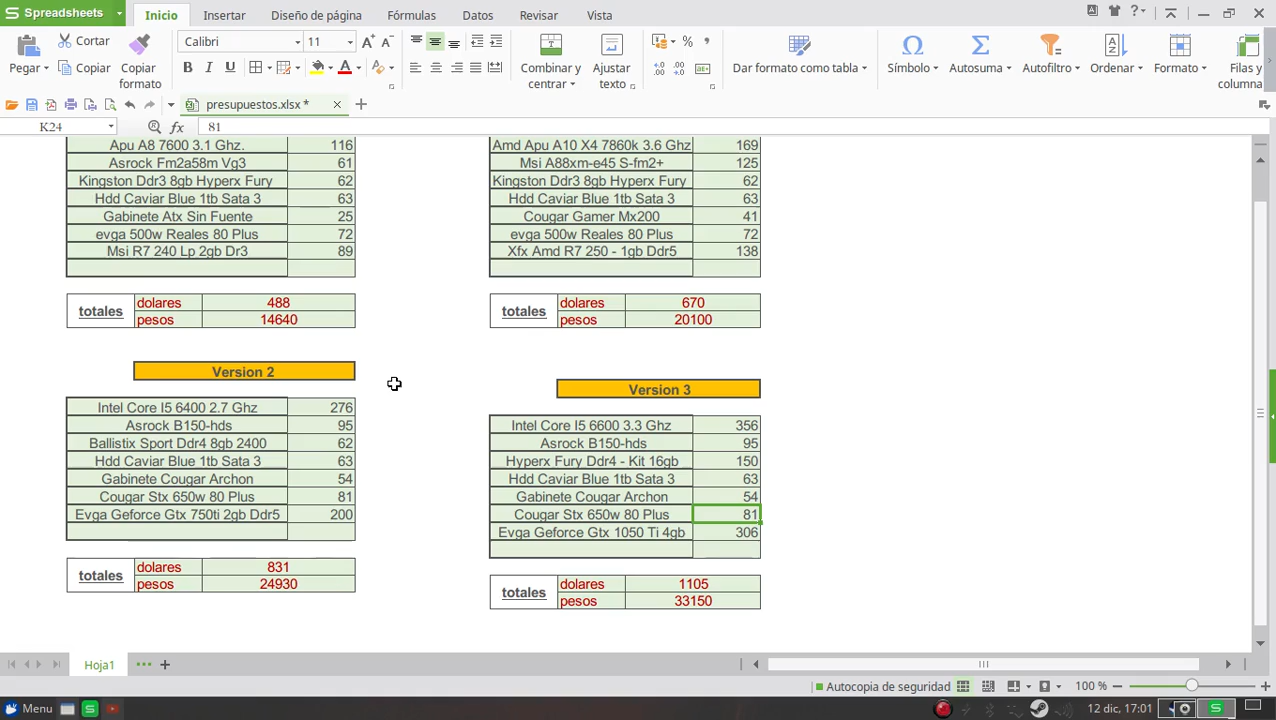 Spreadsheets
Inicio
Insertar
Diseño de página
Fórmulas
Datos
Revisar
Vista
Cortar
Calibri
11
Pegar
Copiar
Copiar formato
Combinar y centrar
Ajustar texto
Dar formato como tabla
Símbolo
Autosuma
Autofiltro
Ordenar
Formato
Filas y columna
presupuestos.xlsx *
K24
fx
81
Apu A8 7600 3.1 Ghz. 116
Asrock Fm2a58m Vg3 61
Kingston Ddr3 8gb Hyperx Fury 62
Hdd Caviar Blue 1tb Sata 3 63
Gabinete Atx Sin Fuente 25
evga 500w Reales 80 Plus 72
Msi R7 240 Lp 2gb Dr3 89
totales
dolares 488
pesos 14640
Amd Apu A10 X4 7860k 3.6 Ghz 169
Msi A88xm-e45 S-fm2+ 125
Kingston Ddr3 8gb Hyperx Fury 62
Hdd Caviar Blue 1tb Sata 3 63
Cougar Gamer Mx200 41
evga 500w Reales 80 Plus 72
Xfx Amd R7 250 - 1gb Ddr5 138
totales
dolares 670
pesos 20100
Version 2
Intel Core I5 6400 2.7 Ghz 276
Asrock B150-hds 95
Ballistix Sport Ddr4 8gb 2400 62
Hdd Caviar Blue 1tb Sata 3 63
Gabinete Cougar Archon 54
Cougar Stx 650w 80 Plus 81
Evga Geforce Gtx 750ti 2gb Ddr5 200
totales
dolares 831
pesos 24930
Version 3
Intel Core I5 6600 3.3 Ghz 356
Asrock B150-hds 95
Hyperx Fury Ddr4 - Kit 16gb 150
Hdd Caviar Blue 1tb Sata 3 63
Gabinete Cougar Archon 54
Cougar Stx 650w 80 Plus 81
Evga Geforce Gtx 1050 Ti 4gb 306
totales
dolares 1105
pesos 33150
Hoja1
Autocopia de seguridad
100 %
Menu
12 dic, 17:01